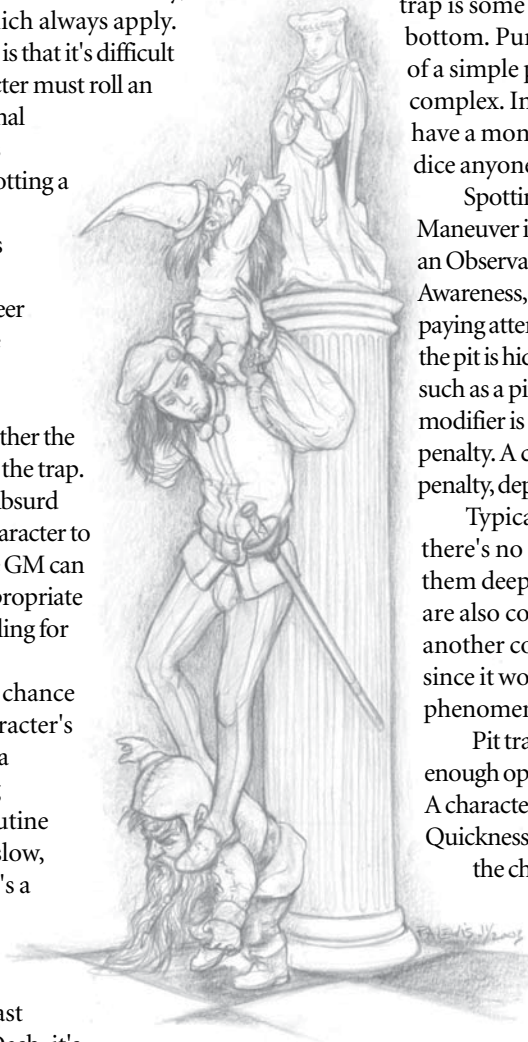 ich always apply.
is that it's difficult
cter must roll an
nal
otting a
s
eer
ther the
the trap.
bsurd
aracter to
GM can
propriate
ling for
chance
racter's
a
utine
slow,
's a
ast
trap is some
bottom. Pur
of a simple p
complex. In
have a mon
dice anyone
Spottin
Maneuver i
an Observa
Awareness,
paying atten
the pit is hid
such as a pi
modifier is
penalty. A c
penalty, dep
Typica
there's no
them deep
are also co
another co
since it wo
phenomen
Pit tra
enough op
A character
Quickness
the ch